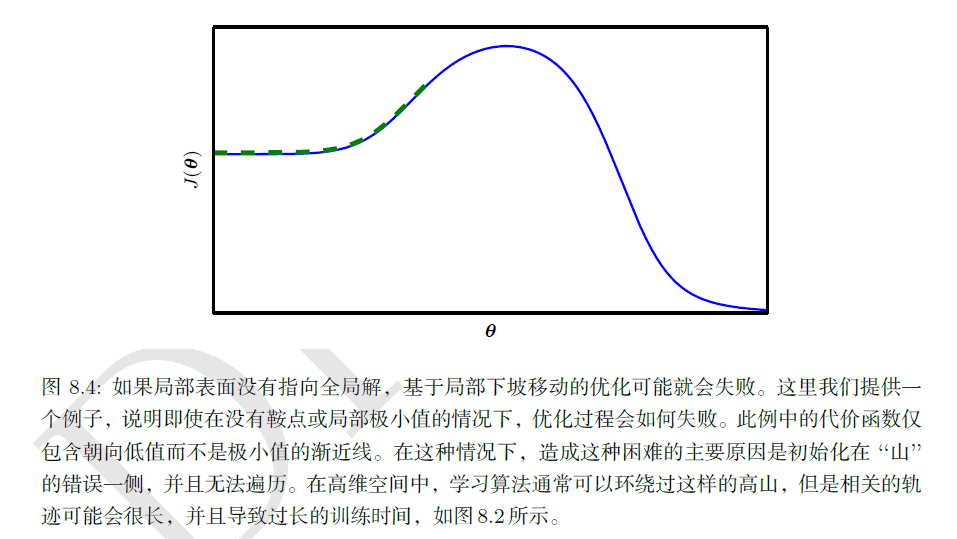 J(θ)
θ
图 8.4: 如果局部表面没有指向全局解，基于局部下坡移动的优化可能就会失败。这里我们提供一
个例子，说明即使在没有鞍点或局部极小值的情况下，优化过程会如何失败。此例中的代价函数仅
包含朝向低值而不是极小值的渐近线。在这种情况下，造成这种困难的主要原因是初始化在 “山”
的错误一侧，并且无法遍历。在高维空间中，学习算法通常可以环绕过这样的高山，但是相关的轨
迹可能会很长，并且导致过长的训练时间，如图8.2所示。